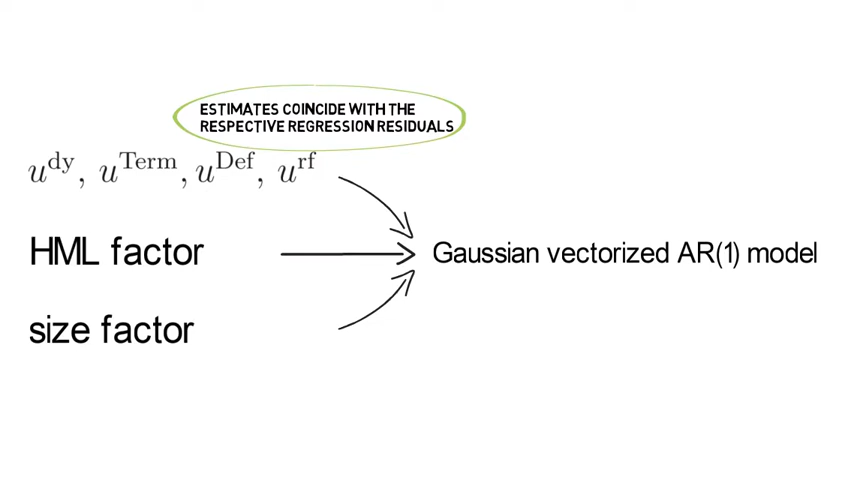 ESTIMATES COINCIDE WITH THE
RESPECTIVE REGRESSION RESIDUALS
u^dy, u^Term, u^Def, u^rf
HML factor
Gaussian vectorized AR(1) model
size factor